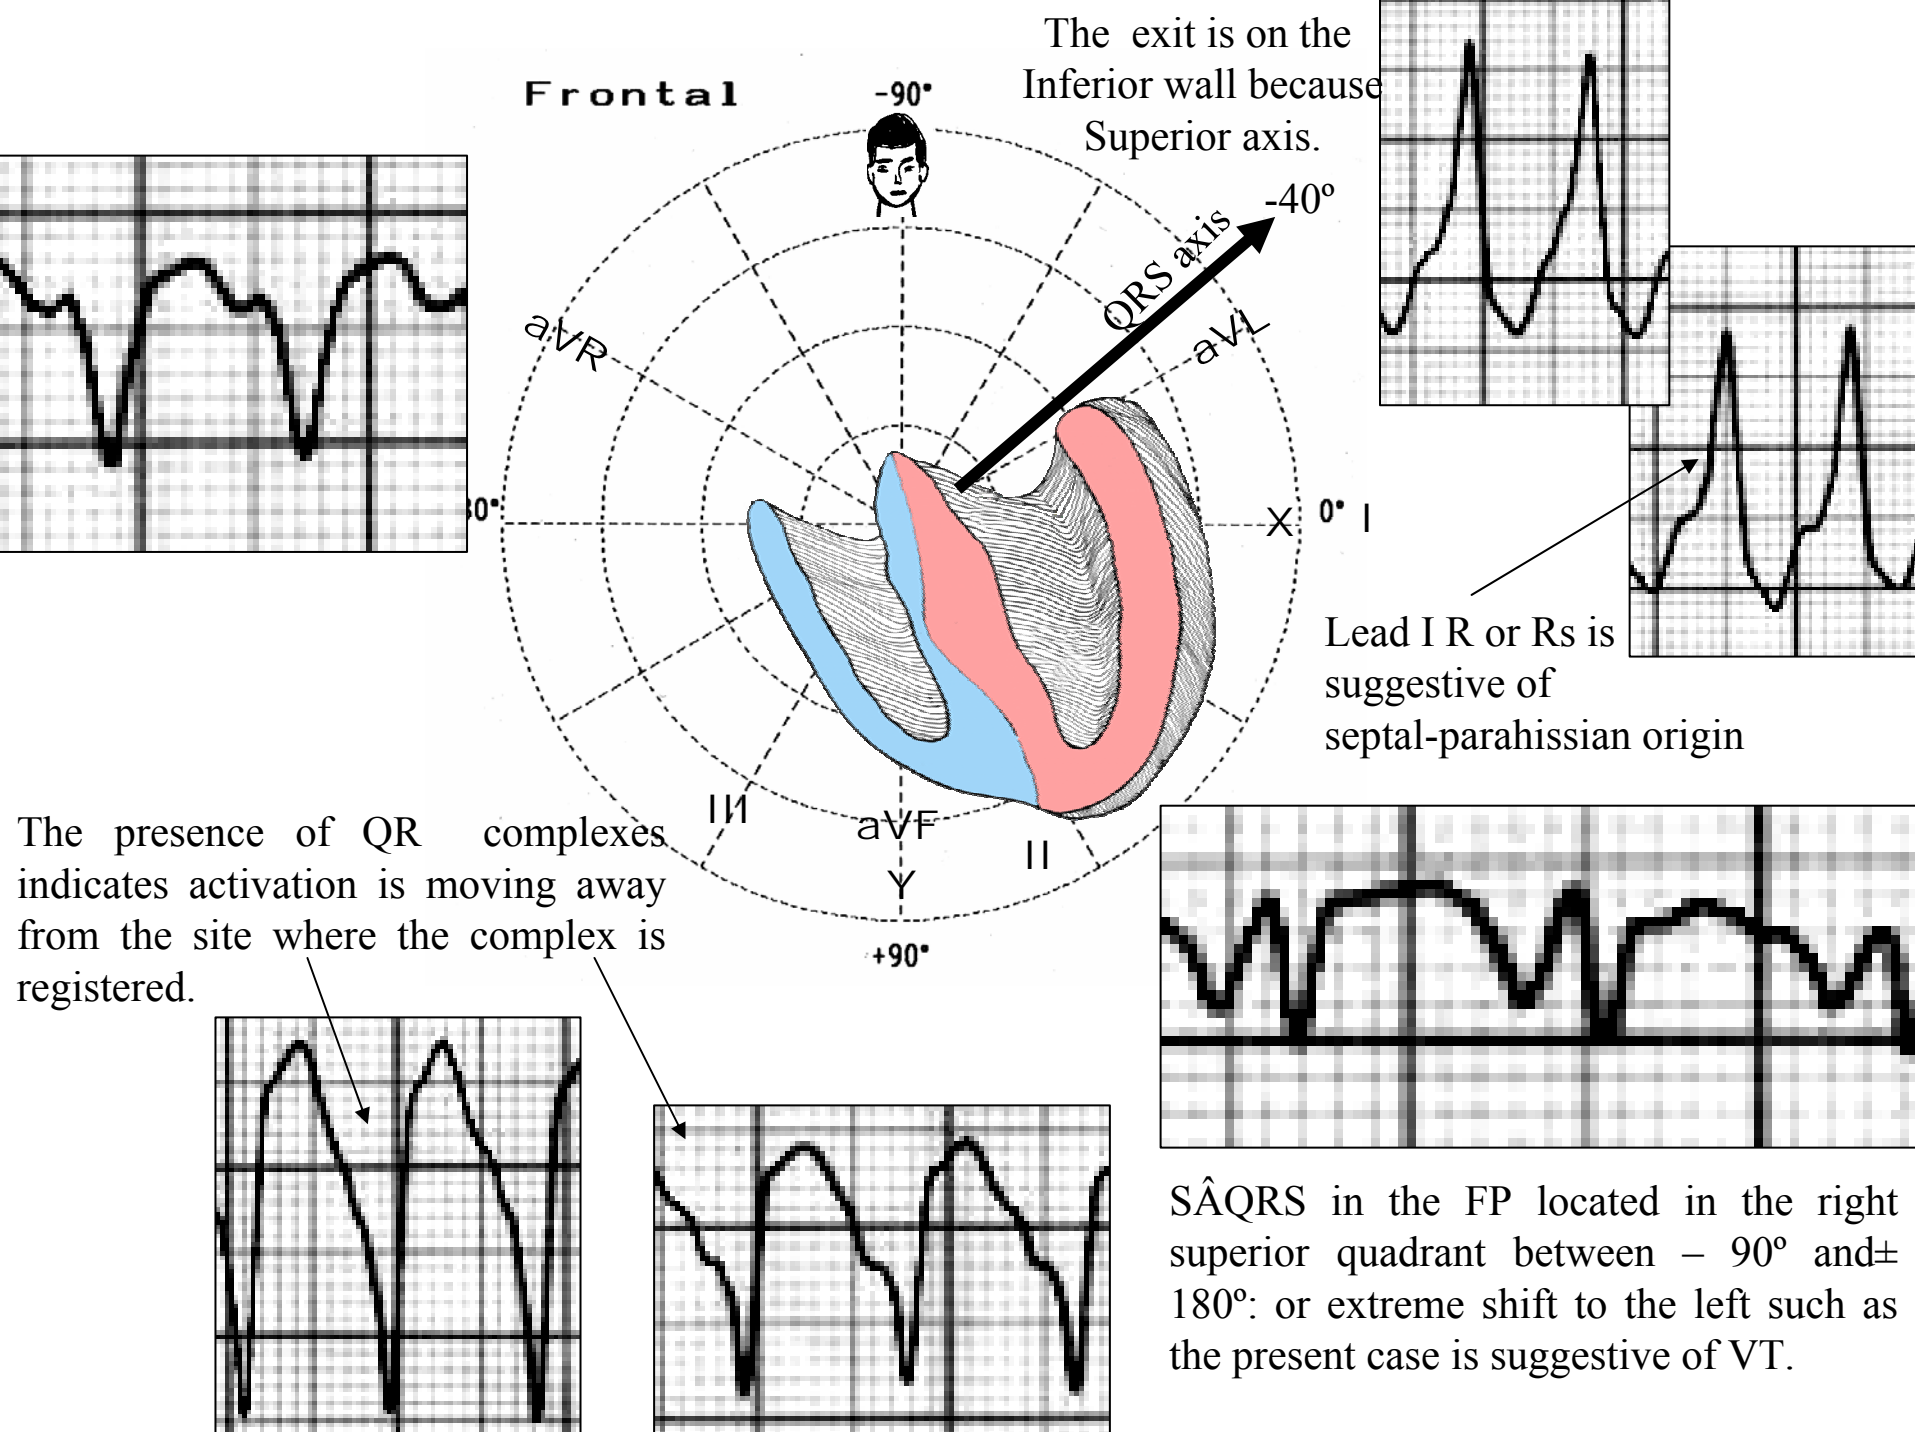 The exit is on the
Inferior wall because
Superior axis.
Frontal
-90°
-40º
QRS axis
aVR
aVL
0°
X
0° I
Lead I R or Rs is
suggestive of
septal-parahissian origin
III
aVF
II
Y
+90°
The presence of QR complexes
indicates activation is moving away
from the site where the complex is
registered.
SÂQRS in the FP located in the right
superior quadrant between – 90º and±
180º: or extreme shift to the left such as
the present case is suggestive of VT.